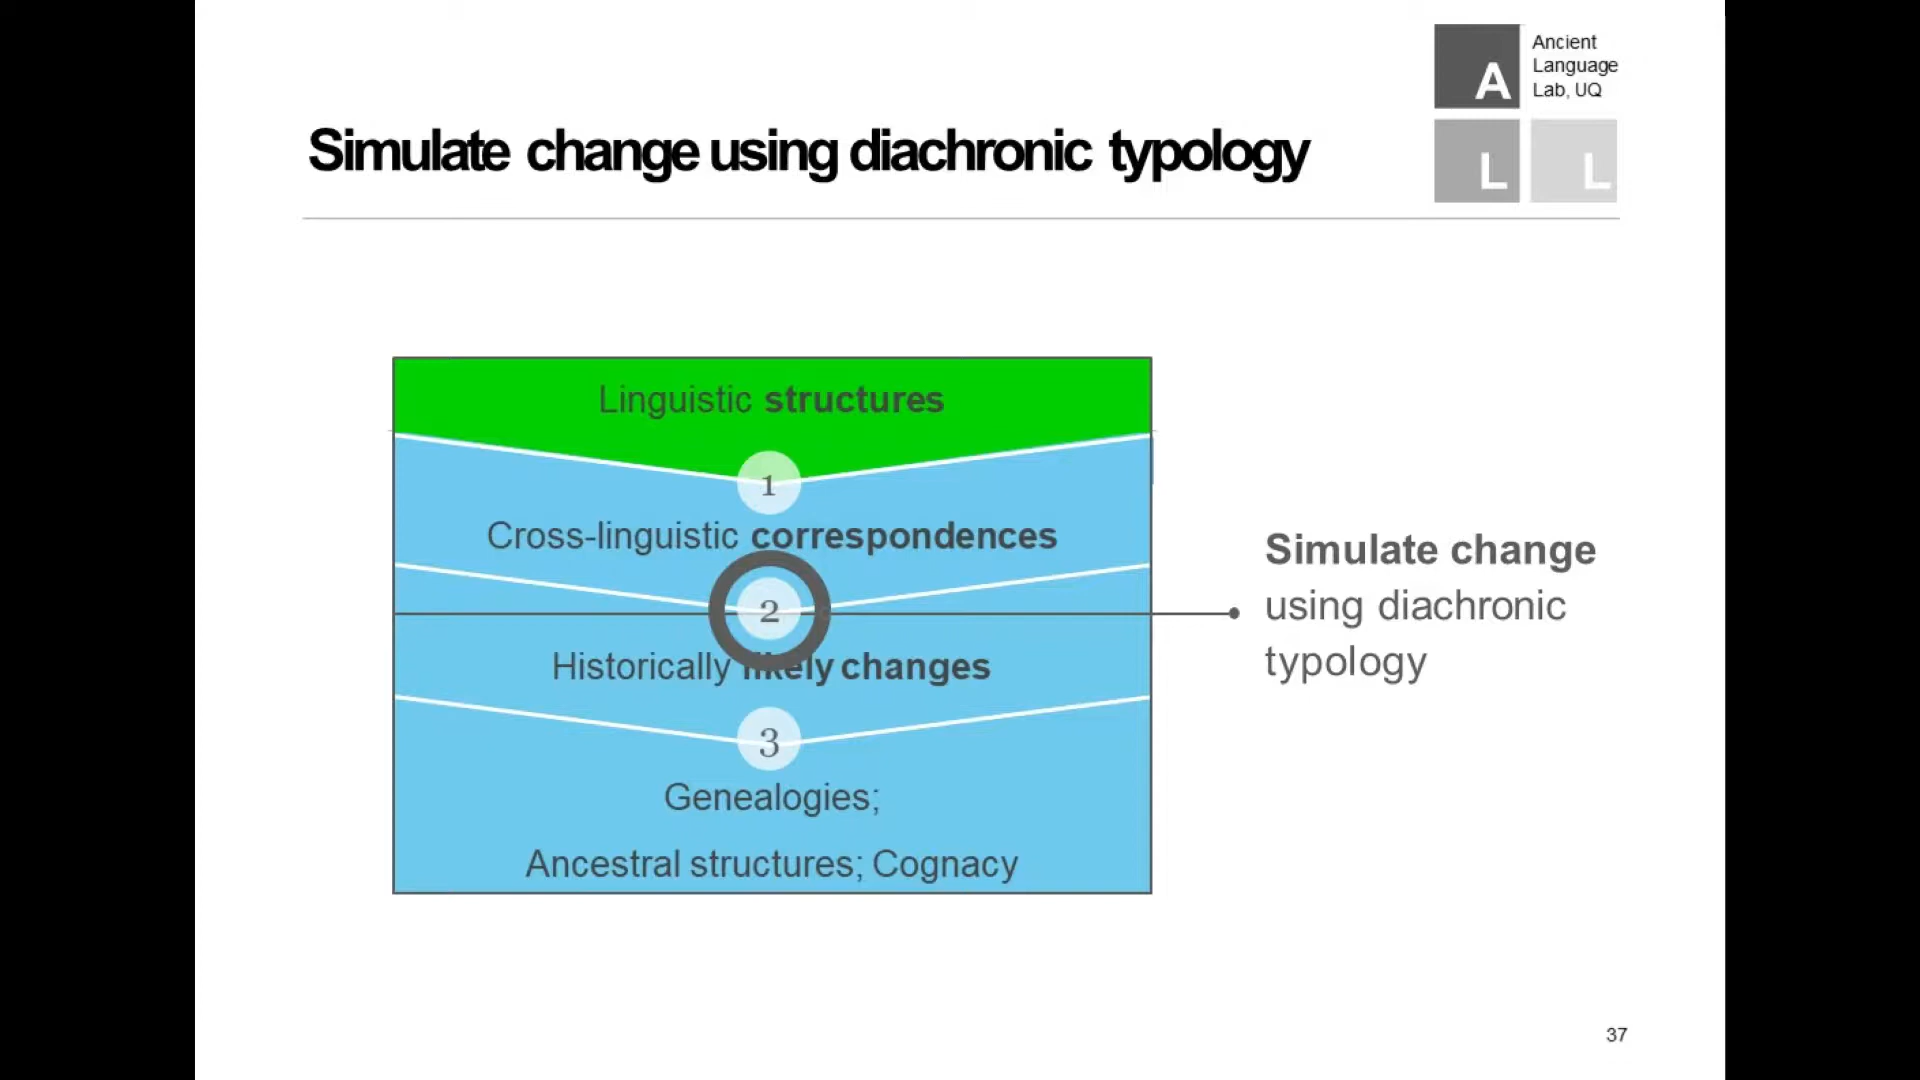 Ancient
Language
Lab, UQ
A
L L
Simulate change using diachronic typology
Linguistic structures
1
Cross-linguistic correspondences
2
Historically likely changes
3
Genealogies;
Ancestral structures; Cognacy
Simulate change
using diachronic
typology
37